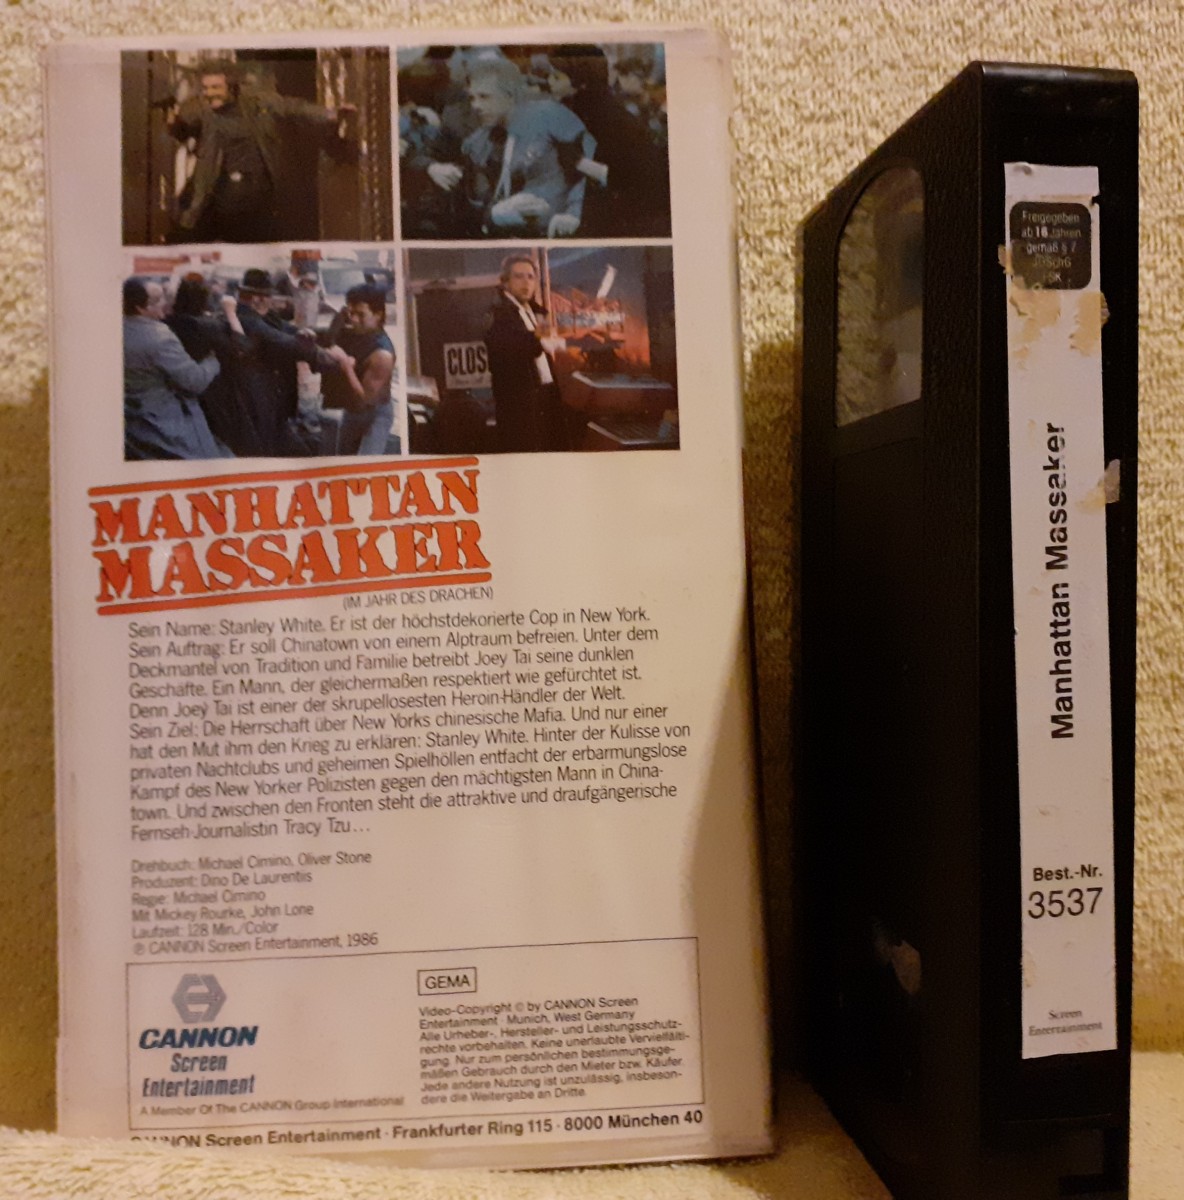 CLOS
MANHATTAN
MASSAKER
(IM JAHR DES DRACHEN)
Sein Name: Stanley White. Er ist der höchstdekorierte Cop in New York.
Sein Auftrag: Er soll Chinatown von einem Alptraum befreien. Unter dem
Deckmantel von Tradition und Familie betreibt Joey Tai seine dunklen
Geschäfte. Ein Mann, der gleichermaßen respektiert wie gefürchtet ist.
Denn Joey Tai ist einer der skrupellosesten Heroin-Händler der Welt.
Sein Ziel: Die Herrschaft über New Yorks chinesische Mafia. Und nur einer
hat den Mut ihm den Krieg zu erklären: Stanley White. Hinter der Kulisse von
privaten Nachtclubs und geheimen Spielhöllen entfacht der erbarmungslose
Kampf des New Yorker Polizisten gegen den mächtigsten Mann in China-
town. Und zwischen den Fronten steht die attraktive und draufgängerische
Fernseh-Journalistin Tracy Tzu...
Drehbuch: Michael Cimino, Oliver Stone
Produzent: Dino De Laurentis
Regie: Michael Cimino
Mit Mickey Rourke, John Lone
Laufzeit: 128 Min./Color
℗ CANNON Screen Entertainment, 1986
CANNON
Screen
Entertainment
A Member Of The CANNON Group International
GEMA
Video-Copyright © by CANNON Screen
Entertainment · Munich, West Germany
Alle Urheber-, Hersteller- und Leistungsschutz-
rechte vorbehalten. Keine unerlaubte Vervielfälti-
gung. Nur zum persönlichen bestimmungsge-
mäßen Gebrauch durch den Mieter bzw. Käufer.
Jede andere Nutzung ist unzulässig, insbeson-
dere die Weitergabe an Dritte.
CANNON Screen Entertainment · Frankfurter Ring 115 · 8000 München 40
Freigegeben
ab 16 Jahren
gemäß § 7
JÖSchG
FSK
Manhattan Massaker
Best.-Nr.
3537
Screen
Entertainment